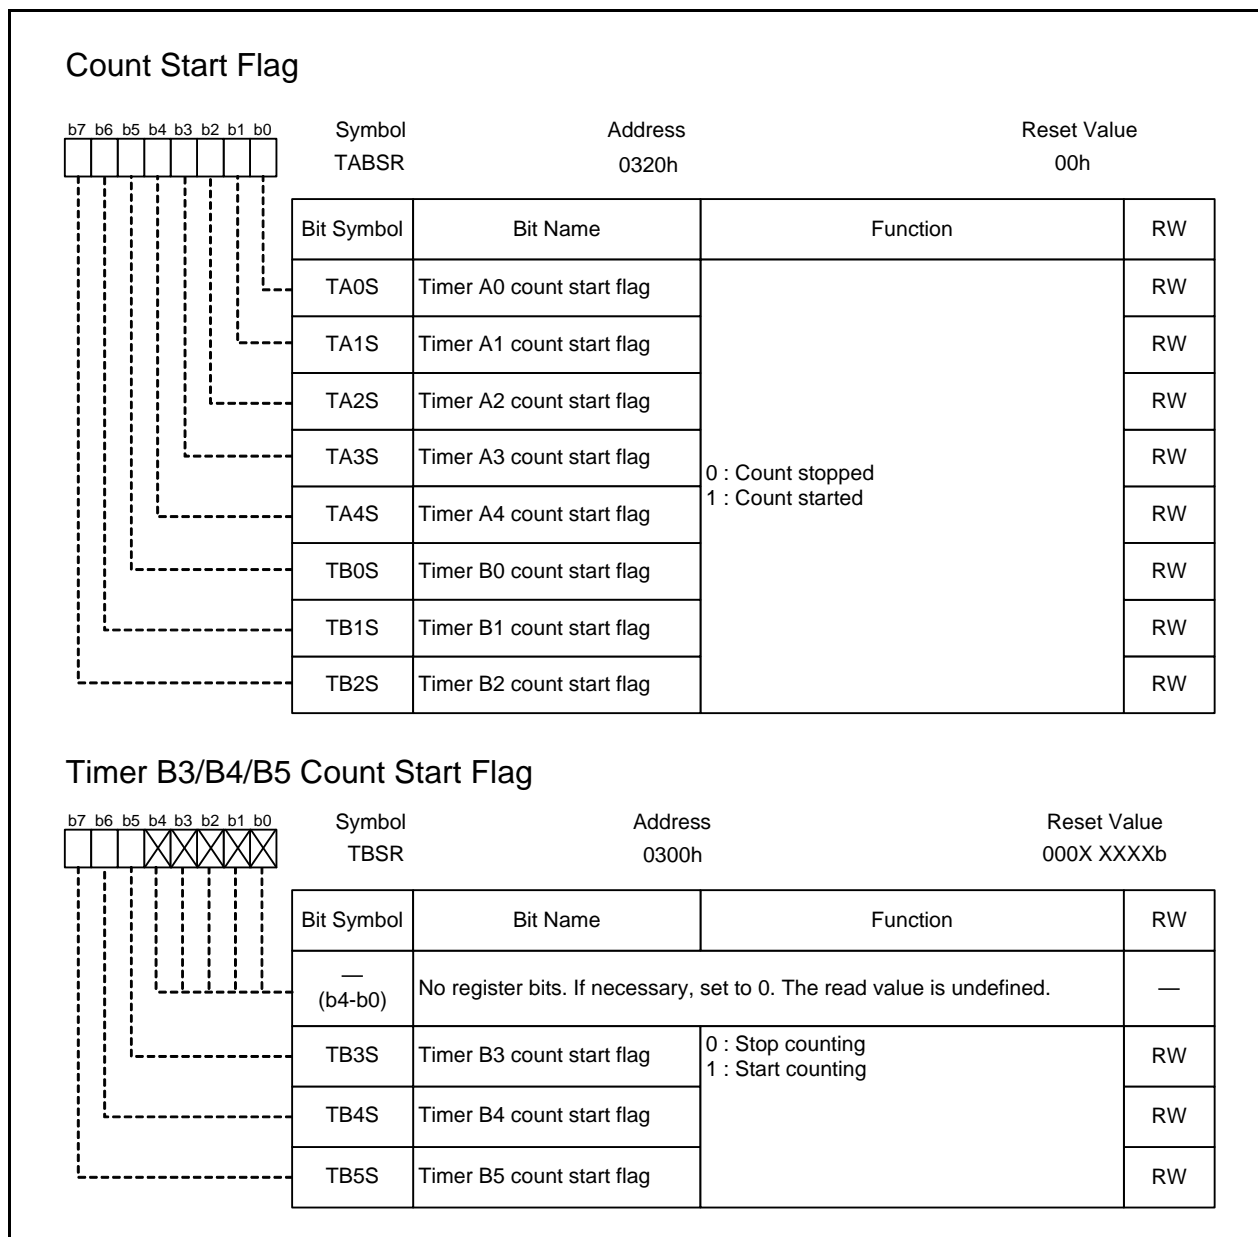 Count Start Flag
b7 b6 b5 b4 b3 b2 b1 b0
Symbol Address Reset Value
TABSR 0320h 00h
Bit Symbol Bit Name Function RW
TA0S Timer A0 count start flag RW
TA1S Timer A1 count start flag RW
TA2S Timer A2 count start flag RW
TA3S Timer A3 count start flag RW
0 : Count stopped
1 : Count started
TA4S Timer A4 count start flag RW
TB0S Timer B0 count start flag RW
TB1S Timer B1 count start flag RW
TB2S Timer B2 count start flag RW
Timer B3/B4/B5 Count Start Flag
b7 b6 b5 b4 b3 b2 b1 b0
Symbol Address Reset Value
TBSR 0300h 000X XXXXb
Bit Symbol Bit Name Function RW
—
(b4-b0) No register bits. If necessary, set to 0. The read value is undefined. —
TB3S Timer B3 count start flag 0 : Stop counting RW
1 : Start counting
TB4S Timer B4 count start flag RW
TB5S Timer B5 count start flag RW